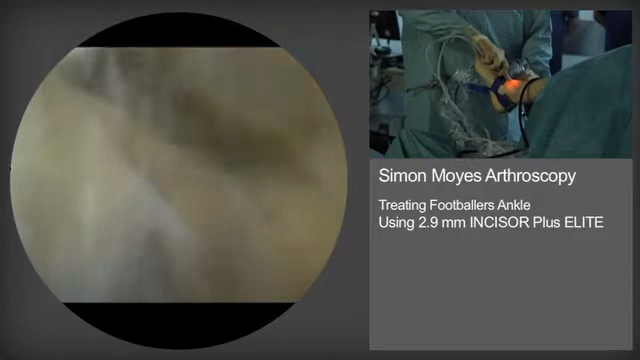 Simon Moyes Arthroscopy
Treating Footballers Ankle
Using 2.9 mm INCISOR Plus ELITE